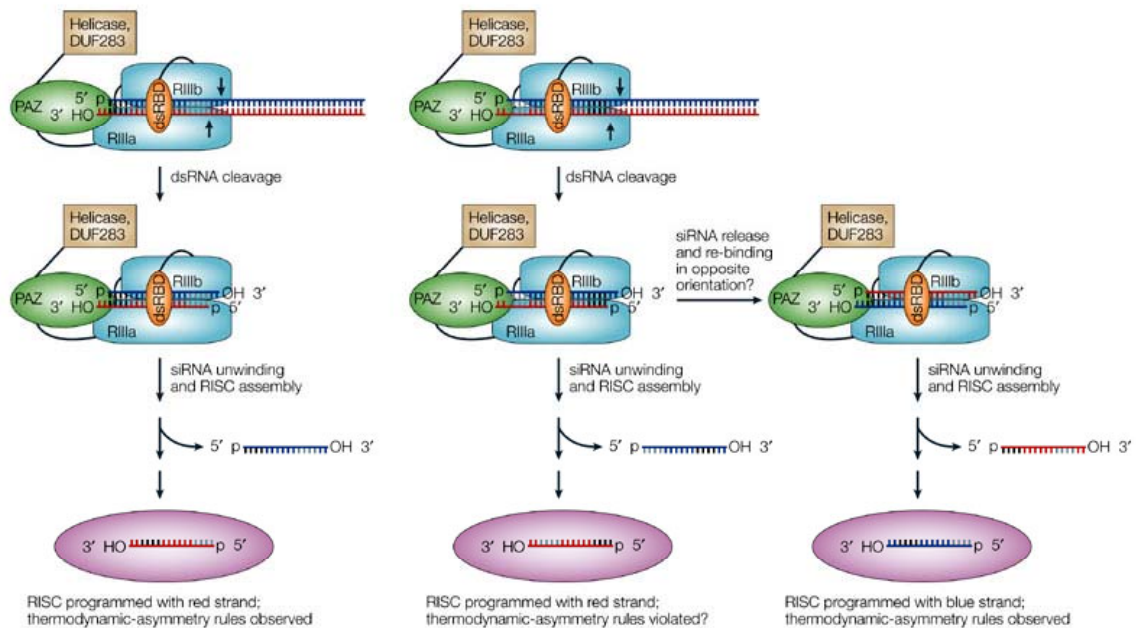 Helicase,
DUF283
PAZ
5′ p
3′ HO
dsRBD
RIIIb
RIIIa
dsRNA cleavage
Helicase,
DUF283
PAZ
5′ p
3′ HO
dsRBD
RIIIb
OH 3′
p 5′
RIIIa
siRNA unwinding
and RISC assembly
5′ p
OH 3′
3′ HO
p 5′
RISC programmed with red strand;
thermodynamic-asymmetry rules observed
Helicase,
DUF283
PAZ
5′ p
3′ HO
dsRBD
RIIIb
RIIIa
dsRNA cleavage
Helicase,
DUF283
PAZ
5′ p
3′ HO
dsRBD
RIIIb
OH 3′
p 5′
RIIIa
siRNA release
and re-binding
in opposite
orientation?
siRNA unwinding
and RISC assembly
5′ p
OH 3′
3′ HO
p 5′
RISC programmed with red strand;
thermodynamic-asymmetry rules violated?
Helicase,
DUF283
PAZ
5′ p
3′ HO
dsRBD
RIIIb
OH 3′
p 5′
RIIIa
siRNA unwinding
and RISC assembly
5′ p
OH 3′
3′ HO
p 5′
RISC programmed with blue strand;
thermodynamic-asymmetry rules observed